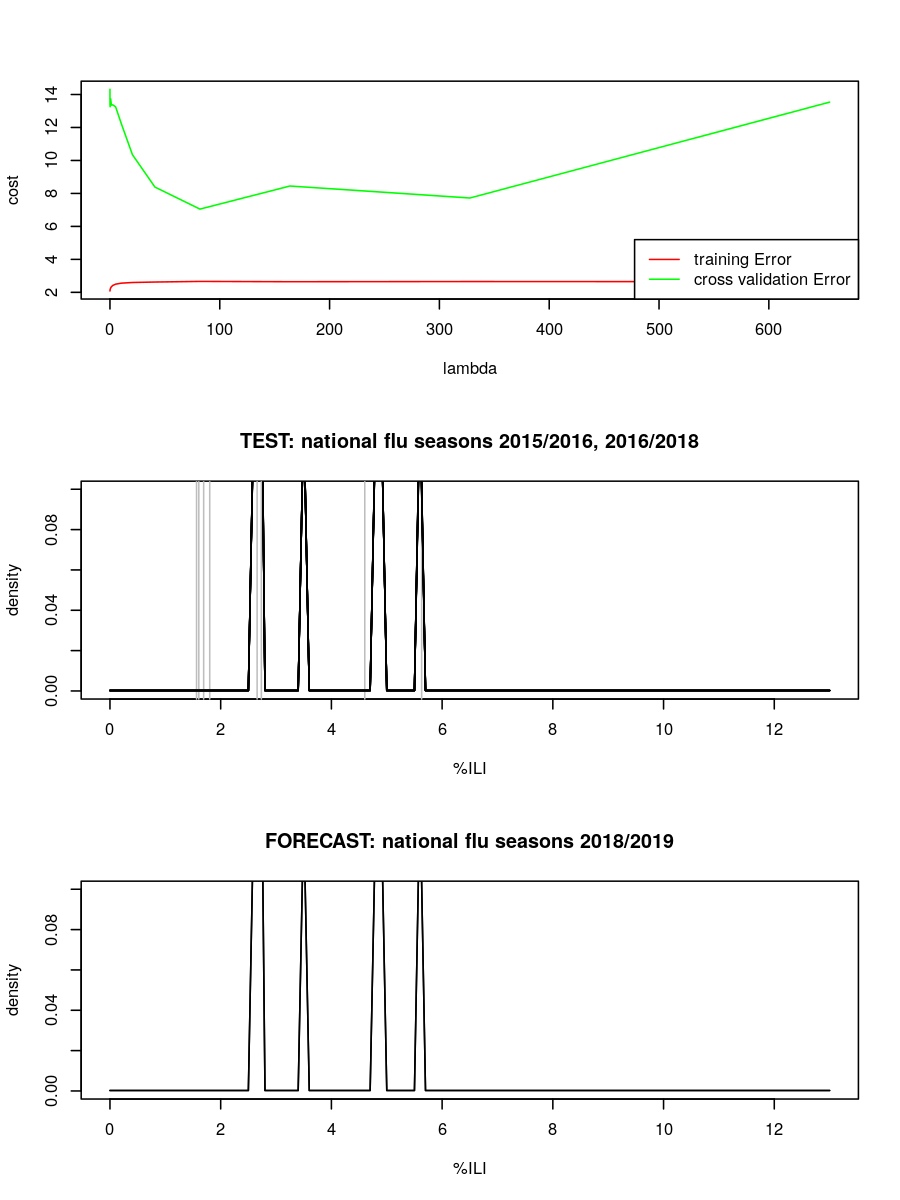 14
12
10
8
6
4
2
cost
training Error
cross validation Error
0 100 200 300 400 500 600
lambda
TEST: national flu seasons 2015/2016, 2016/2018
0.08
0.04
0.00
density
0 2 4 6 8 10 12
%ILI
FORECAST: national flu seasons 2018/2019
0.08
0.04
0.00
density
0 2 4 6 8 10 12
%ILI